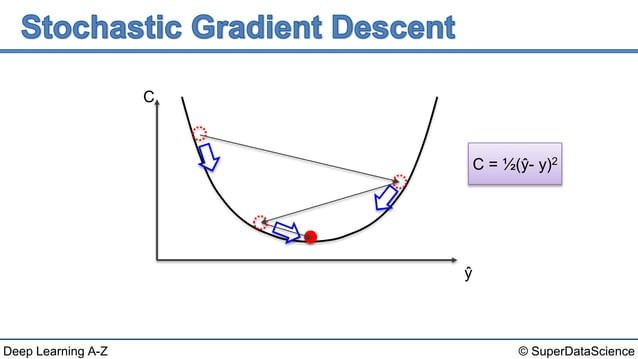 Stochastic Gradient Descent
C
C = ½(ŷ- y)²
ŷ
Deep Learning A-Z
© SuperDataScience